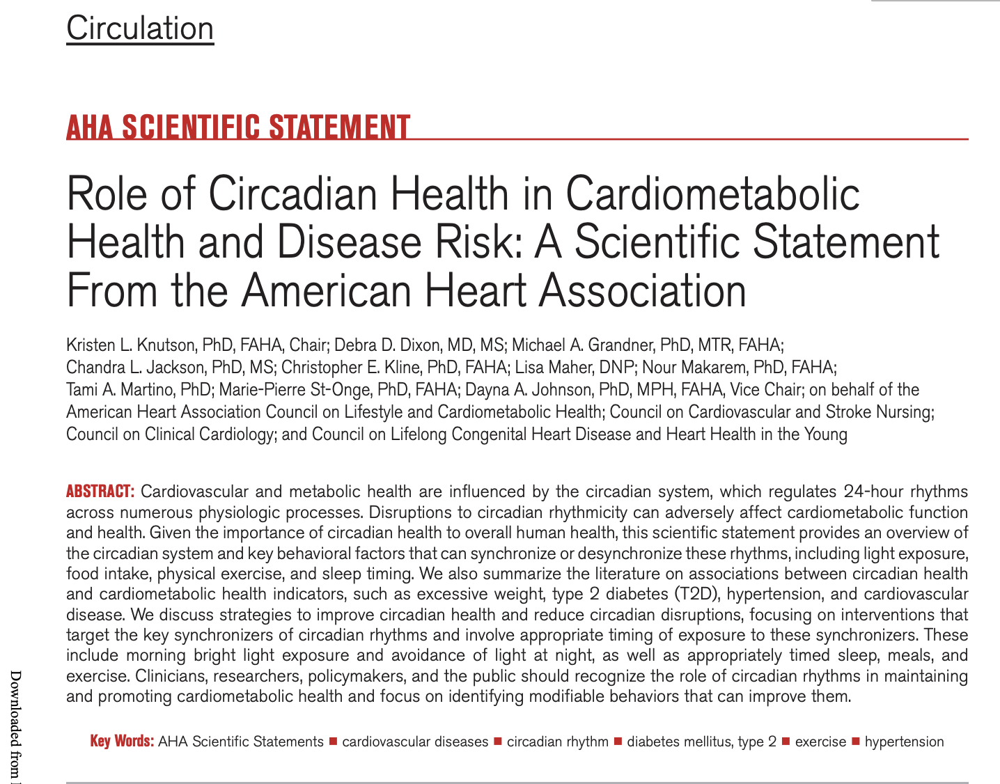 Circulation
AHA SCIENTIFIC STATEMENT
Role of Circadian Health in Cardiometabolic
Health and Disease Risk: A Scientific Statement
From the American Heart Association
Kristen L. Knutson, PhD, FAHA, Chair; Debra D. Dixon, MD, MS; Michael A. Grandner, PhD, MTR, FAHA;
Chandra L. Jackson, PhD, MS; Christopher E. Kline, PhD, FAHA; Lisa Maher, DNP; Nour Makarem, PhD, FAHA;
Tami A. Martino, PhD; Marie-Pierre St-Onge, PhD, FAHA; Dayna A. Johnson, PhD, MPH, FAHA, Vice Chair; on behalf of the
American Heart Association Council on Lifestyle and Cardiometabolic Health; Council on Cardiovascular and Stroke Nursing;
Council on Clinical Cardiology; and Council on Lifelong Congenital Heart Disease and Heart Health in the Young
ABSTRACT: Cardiovascular and metabolic health are influenced by the circadian system, which regulates 24-hour rhythms
across numerous physiologic processes. Disruptions to circadian rhythmicity can adversely affect cardiometabolic function
and health. Given the importance of circadian health to overall human health, this scientific statement provides an overview of
the circadian system and key behavioral factors that can synchronize or desynchronize these rhythms, including light exposure,
food intake, physical exercise, and sleep timing. We also summarize the literature on associations between circadian health
and cardiometabolic health indicators, such as excessive weight, type 2 diabetes (T2D), hypertension, and cardiovascular
disease. We discuss strategies to improve circadian health and reduce circadian disruptions, focusing on interventions that
target the key synchronizers of circadian rhythms and involve appropriate timing of exposure to these synchronizers. These
include morning bright light exposure and avoidance of light at night, as well as appropriately timed sleep, meals, and
exercise. Clinicians, researchers, policymakers, and the public should recognize the role of circadian rhythms in maintaining
and promoting cardiometabolic health and focus on identifying modifiable behaviors that can improve them.
Key Words: AHA Scientific Statements ■ cardiovascular diseases ■ circadian rhythm ■ diabetes mellitus, type 2 ■ exercise ■ hypertension
Downloaded from